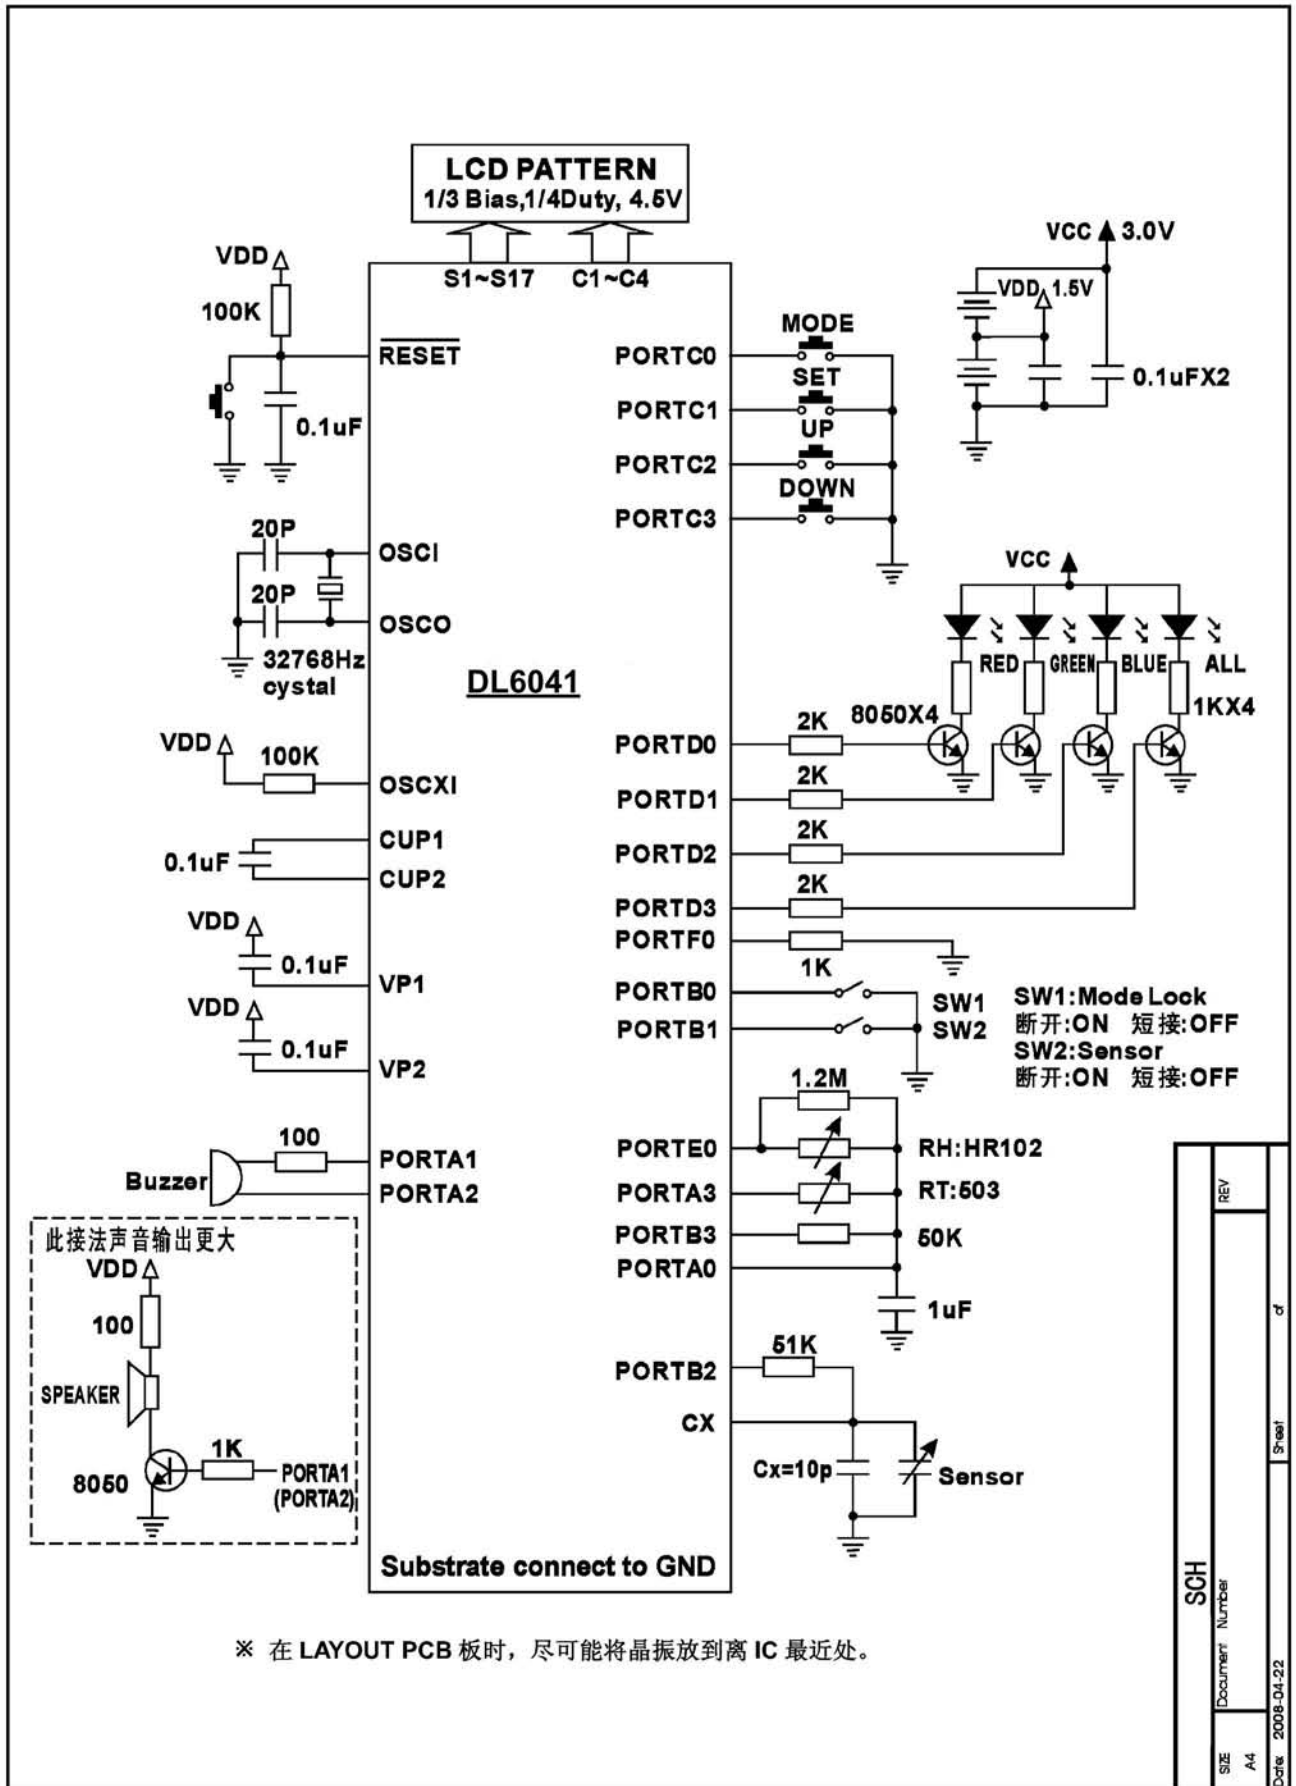 LCD PATTERN
1/3 Bias,1/4Duty, 4.5V
S1~S17
C1~C4
VDD
100K
RESET
0.1uF
20P
OSCI
20P
OSCO
32768Hz
cystal
DL6041
VDD
100K
OSCXI
CUP1
0.1uF
CUP2
VDD
0.1uF
VP1
VDD
0.1uF
VP2
100
PORTA1
Buzzer
PORTA2
此接法声音输出更大
VDD
100
SPEAKER
1K
8050
PORTA1
(PORTA2)
Substrate connect to GND
PORTC0
MODE
PORTC1
SET
PORTC2
UP
PORTC3
DOWN
VCC
3.0V
VDD
1.5V
0.1uFX2
VCC
RED
GREEN
BLUE
ALL
1KX4
8050X4
PORTD0
2K
PORTD1
2K
PORTD2
2K
PORTD3
2K
PORTF0
1K
PORTB0
SW1
PORTB1
SW2
SW1:Mode Lock
断开:ON 短接:OFF
SW2:Sensor
断开:ON 短接:OFF
1.2M
PORTE0
RH:HR102
PORTA3
RT:503
PORTB3
50K
PORTA0
1uF
51K
PORTB2
CX
Cx=10p
Sensor
※ 在 LAYOUT PCB 板时，尽可能将晶振放到离 IC 最近处。
SCH
SIZE
A4
Document Number
REV
Date: 2008-04-22
Sheet
of